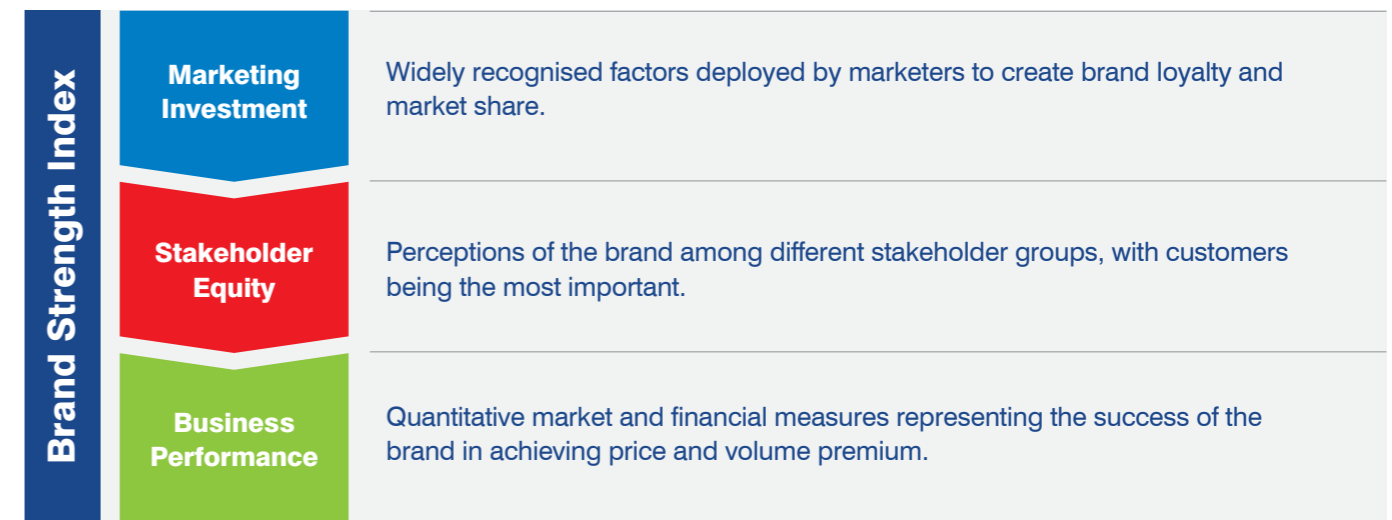 Brand Strength Index
Marketing
Investment
Widely recognised factors deployed by marketers to create brand loyalty and
market share.
Stakeholder
Equity
Perceptions of the brand among different stakeholder groups, with customers
being the most important.
Business
Performance
Quantitative market and financial measures representing the success of the
brand in achieving price and volume premium.